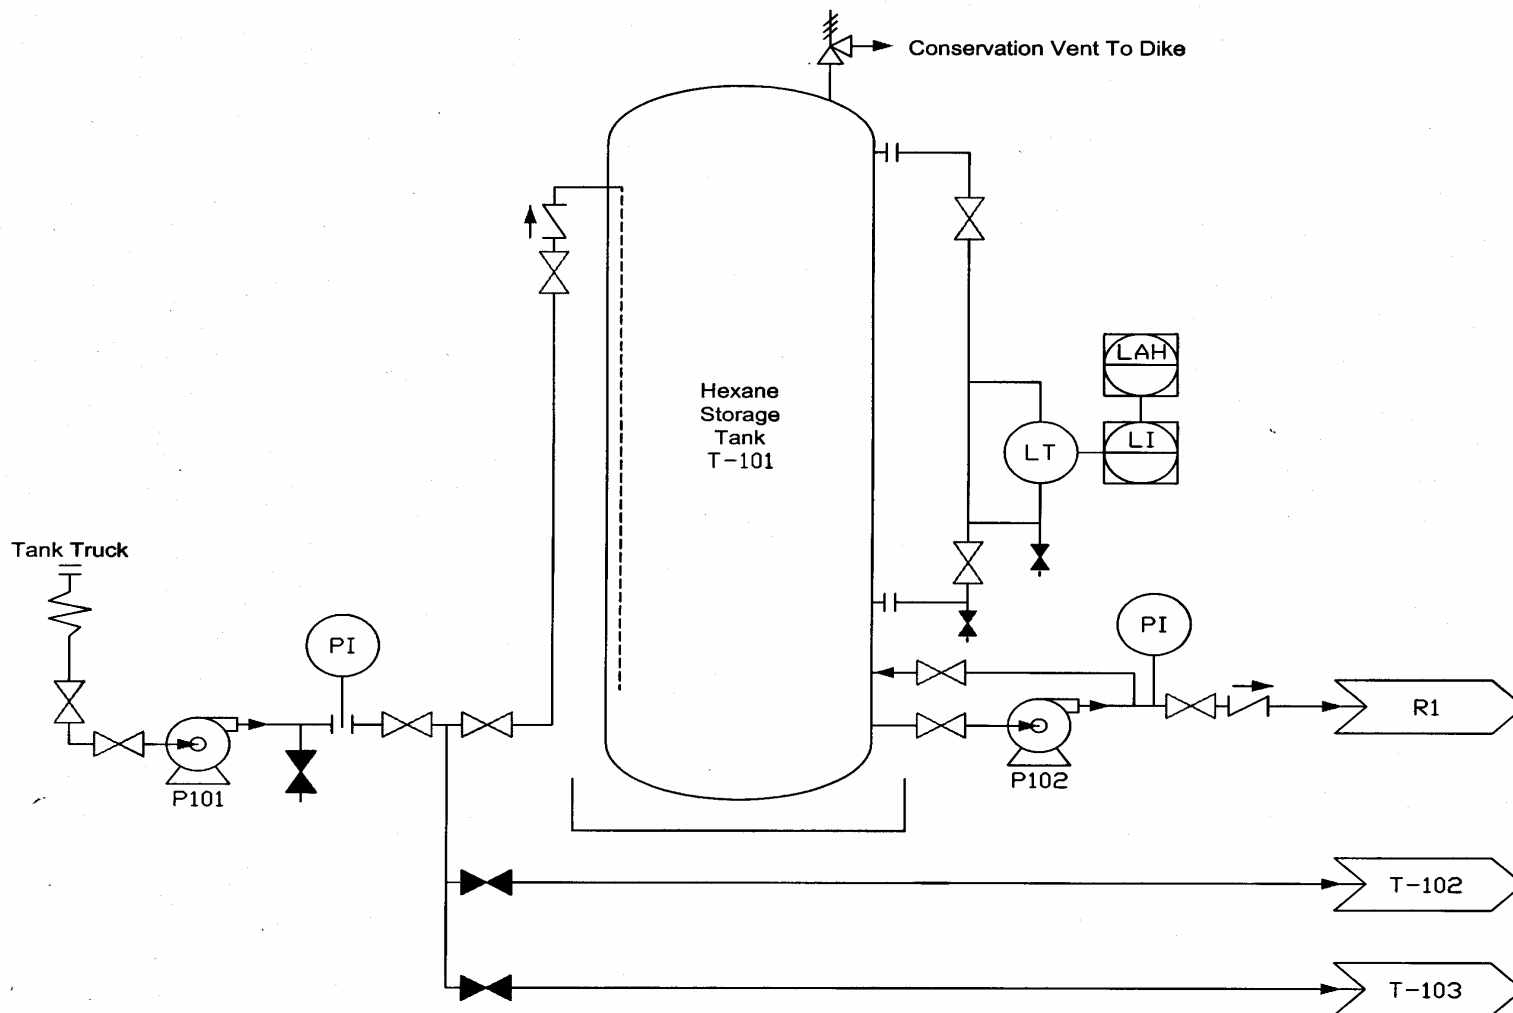 Conservation Vent To Dike
Hexane
Storage
Tank
T-101
LAH
LT
LI
Tank Truck
PI
PI
P101
P102
R1
T-102
T-103